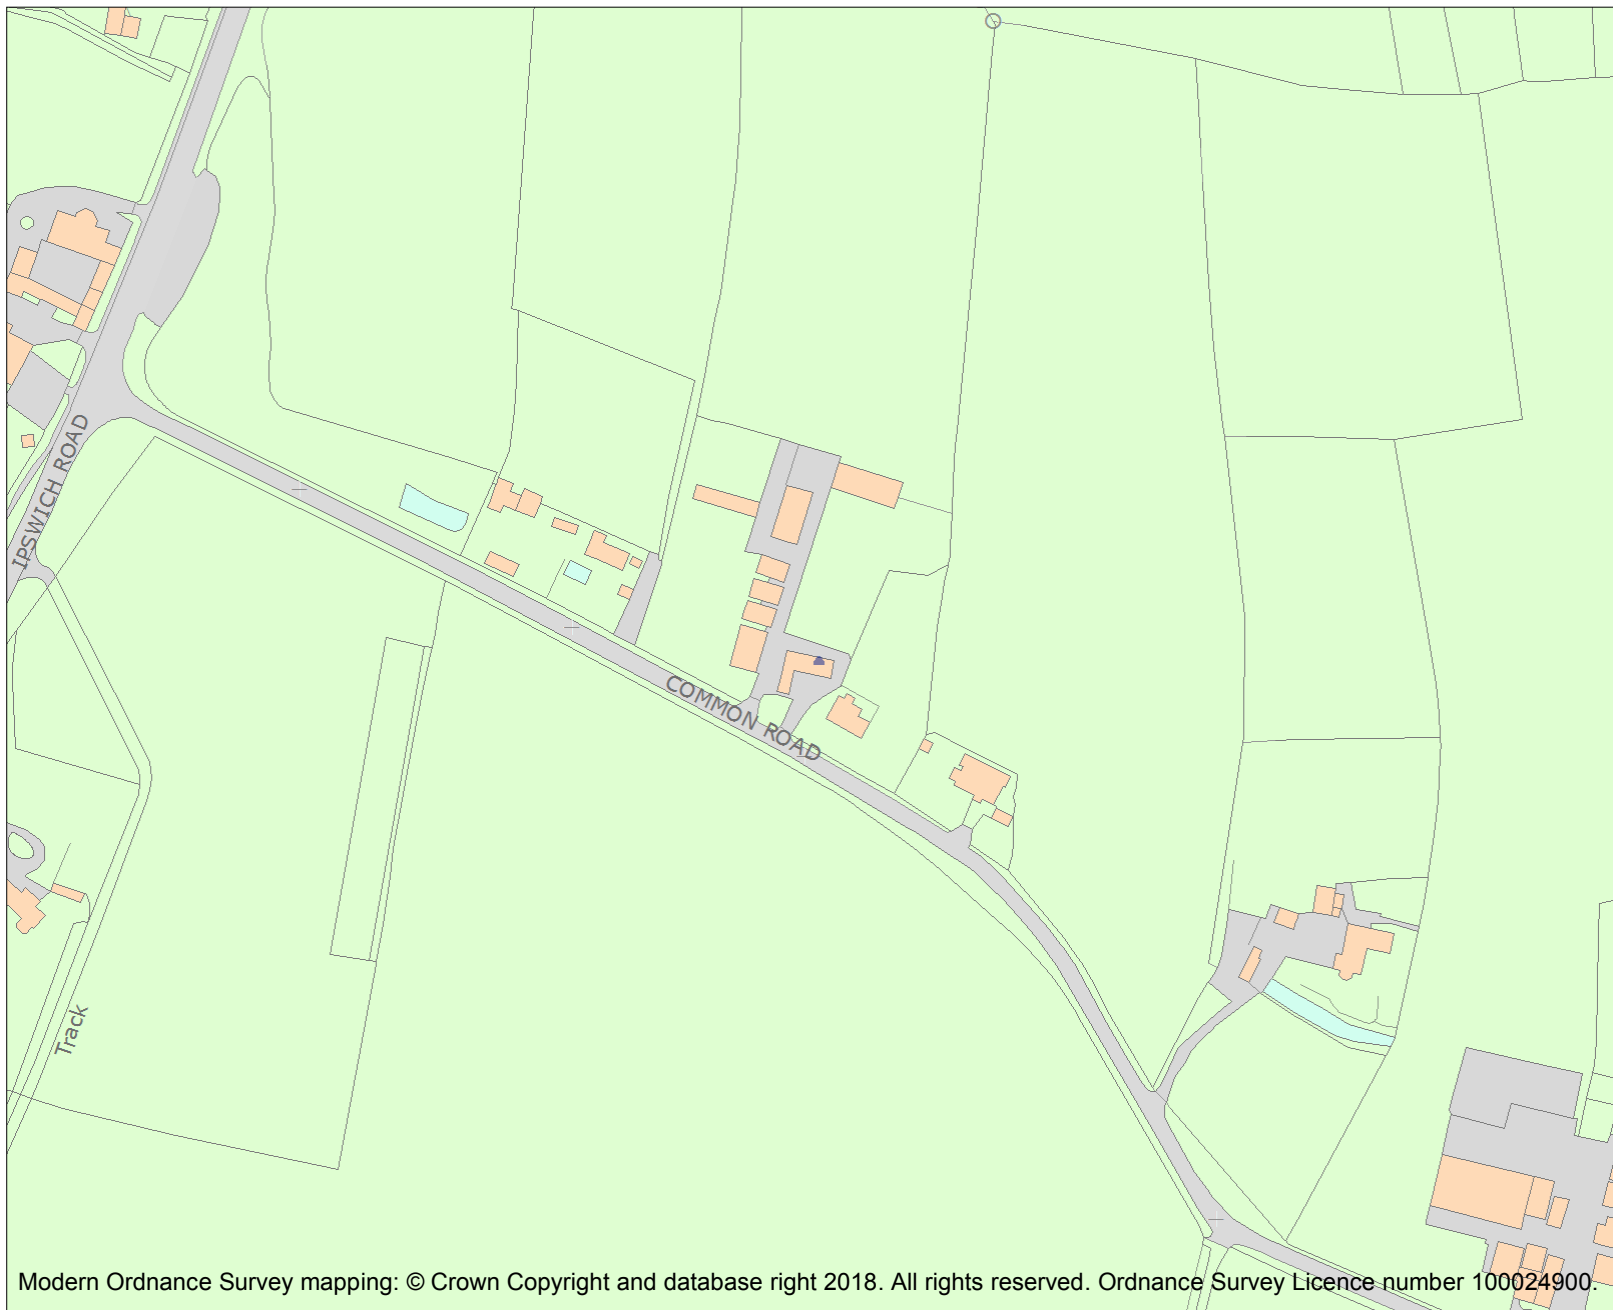 IPSWICH ROAD
COMMON ROAD
Track
Modern Ordnance Survey mapping: © Crown Copyright and database right 2018. All rights reserved. Ordnance Survey Licence number 100024900.